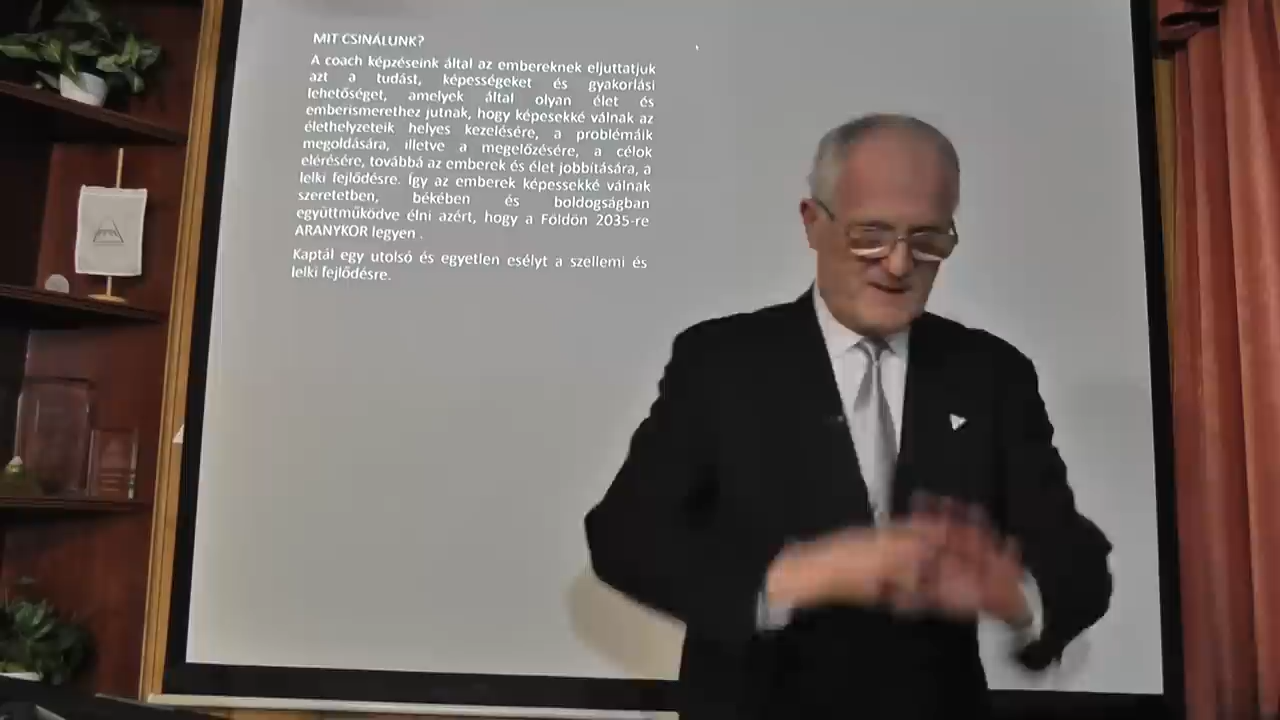 MIT CSINÁLUNK?
A coach képzéseink által az embereknek eljuttatjuk
azt a tudást, képességeket és gyakorlási
lehetőséget, amelyek által olyan élet és
emberismerethez jutnak, hogy képesekké válnak az
élethelyzeteik helyes kezelésére, a problémáik
megoldására, illetve a megelőzésére, a célok
elérésére, továbbá az emberek és élet jobbítására, a
lelki fejlődésre. Így az emberek képessekké válnak
szeretetben, békében és boldogságban
együttműködve élni azért, hogy a Földön 2035-re
ARANYKOR legyen .
Kaptál egy utolsó és egyetlen esélyt a szellemi és
lelki fejlődésre.